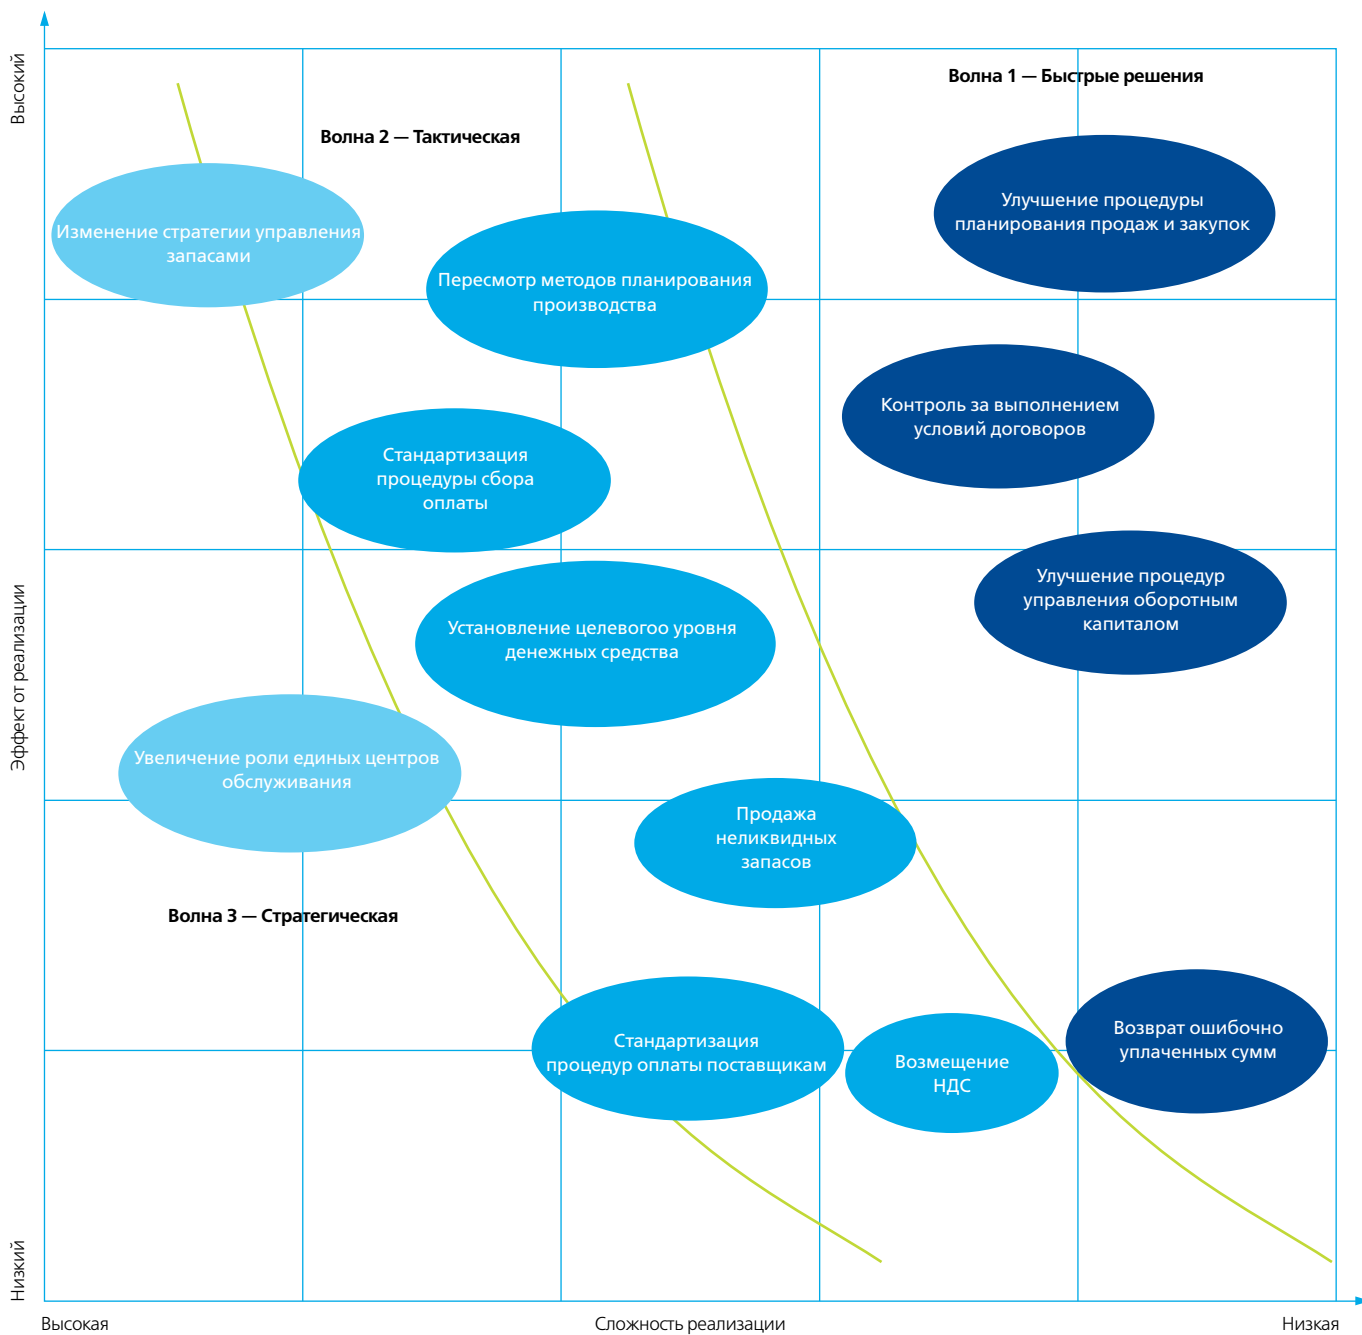 Высокий
Волна 1 — Быстрые решения
Волна 2 — Тактическая
Улучшение процедуры
планирования продаж и закупок
Изменение стратегии управления
запасами
Пересмотр методов планирования
производства
Контроль за выполнением
условий договоров
Стандартизация
процедуры сбора
оплаты
Улучшение процедур
управления оборотным
капиталом
Эффект от реализации
Установление целевогоо уровня
денежных средства
Увеличение роли единых центров
обслуживания
Продажа
неликвидных
запасов
Волна 3 — Стратегическая
Стандартизация
процедур оплаты поставщикам
Возмещение
НДС
Возврат ошибочно
уплаченных сумм
Низкий
Высокая
Сложность реализации
Низкая